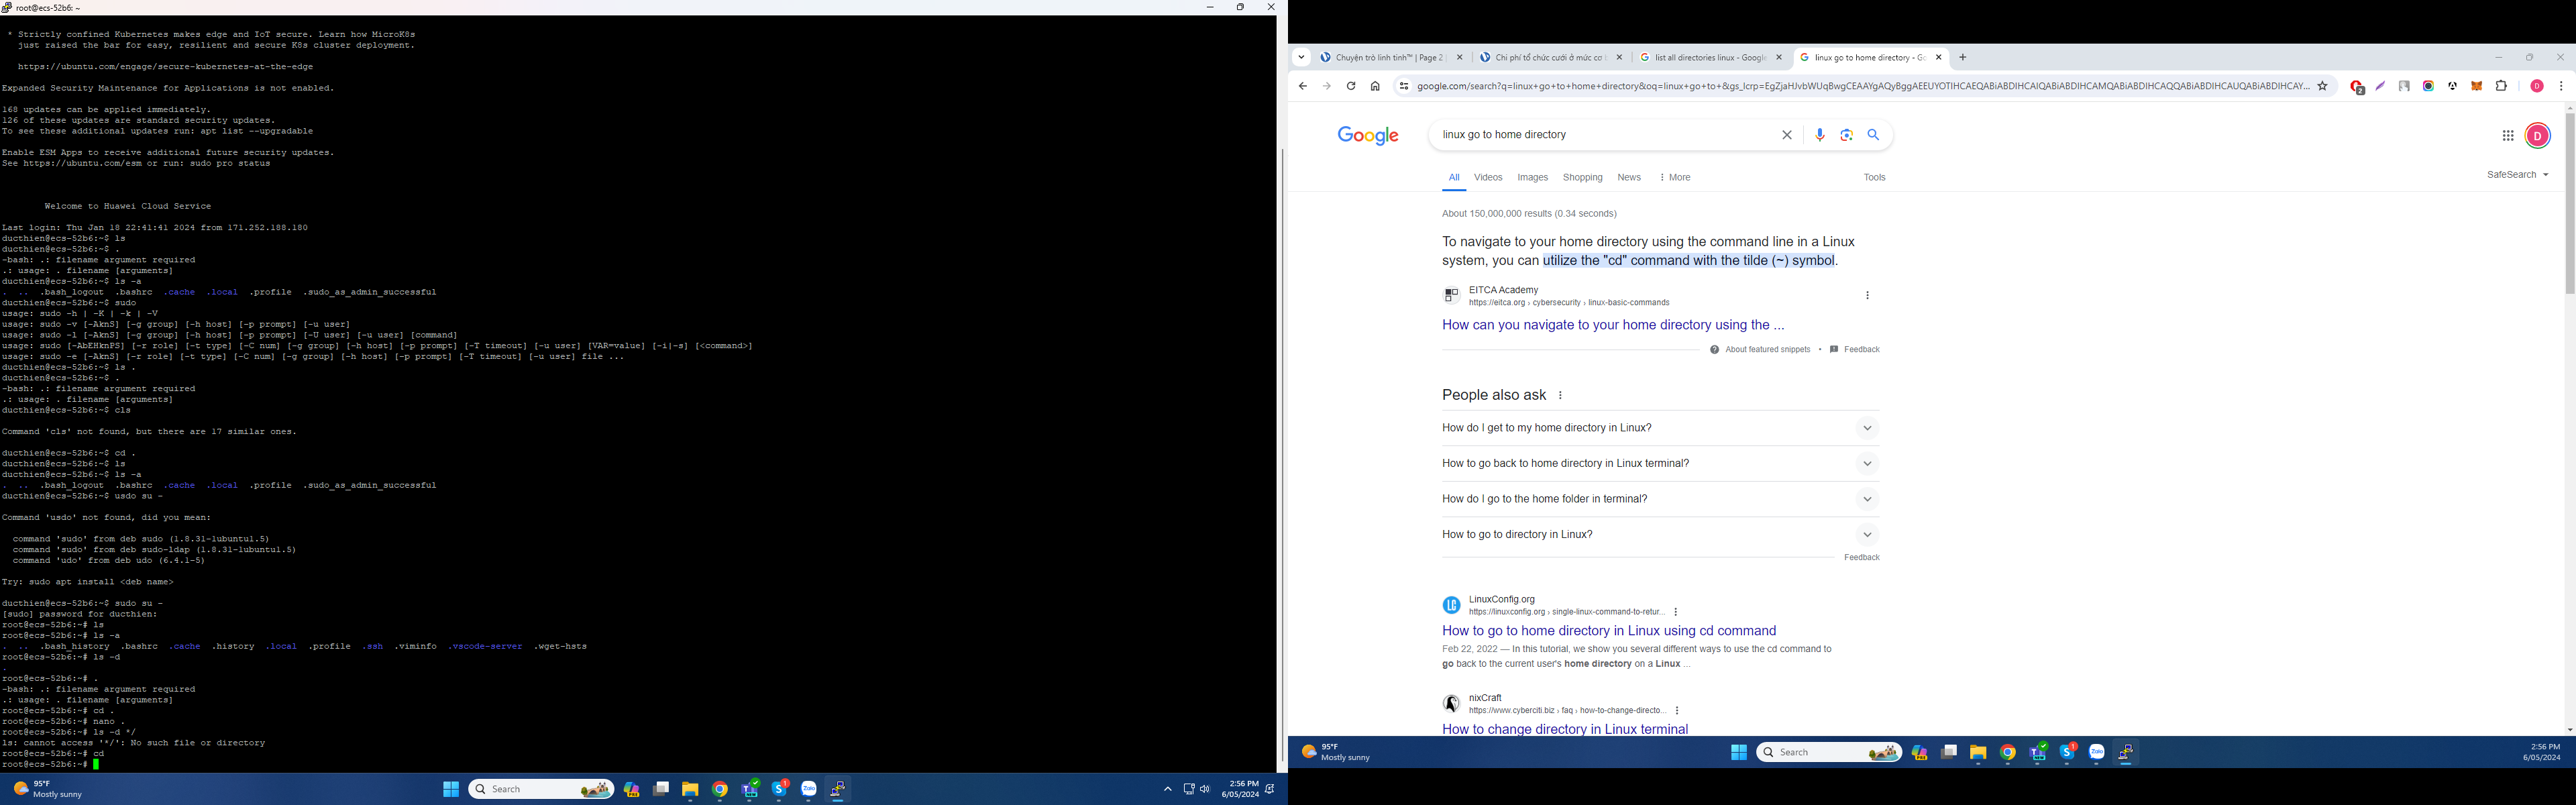 root@ecs-52b6: ~
* Strictly confined Kubernetes makes edge and IoT secure. Learn how MicroK8s
just raised the bar for easy, resilient and secure K8s cluster deployment.
https://ubuntu.com/engage/secure-kubernetes-at-the-edge
Expanded Security Maintenance for Applications is not enabled.
168 updates can be applied immediately.
126 of these updates are standard security updates.
To see these additional updates run: apt list --upgradable
Enable ESM Apps to receive additional future security updates.
See https://ubuntu.com/esm or run: sudo pro status
Welcome to Huawei Cloud Service
Last login: Thu Jan 18 22:41:41 2024 from 171.252.188.180
ducthien@ecs-52b6:~$ ls
ducthien@ecs-52b6:~$ .
-bash: .: filename argument required
.: usage: . filename [arguments]
ducthien@ecs-52b6:~$ ls -a
.  ..  .bash_logout  .bashrc  .cache  .local  .profile  .sudo_as_admin_successful
ducthien@ecs-52b6:~$ sudo
usage: sudo -h | -K | -k | -V
usage: sudo -v [-AknS] [-g group] [-h host] [-p prompt] [-u user]
usage: sudo -l [-AknS] [-g group] [-h host] [-p prompt] [-U user] [-u user] [command]
usage: sudo [-AbEHknPS] [-r role] [-t type] [-C num] [-g group] [-h host] [-p prompt] [-T timeout] [-u user] [VAR=value] [-i|-s] [<command>]
usage: sudo -e [-AknS] [-r role] [-t type] [-C num] [-g group] [-h host] [-p prompt] [-T timeout] [-u user] file ...
ducthien@ecs-52b6:~$ ls .
ducthien@ecs-52b6:~$ .
-bash: .: filename argument required
.: usage: . filename [arguments]
ducthien@ecs-52b6:~$ cls
Command 'cls' not found, but there are 17 similar ones.
ducthien@ecs-52b6:~$ cd .
ducthien@ecs-52b6:~$ ls
ducthien@ecs-52b6:~$ ls -a
.  ..  .bash_logout  .bashrc  .cache  .local  .profile  .sudo_as_admin_successful
ducthien@ecs-52b6:~$ usdo su -
Command 'usdo' not found, did you mean:
command 'sudo' from deb sudo (1.8.31-1ubuntu1.5)
command 'sudo' from deb sudo-ldap (1.8.31-1ubuntu1.5)
command 'udo' from deb udo (6.4.1-5)
Try: sudo apt install <deb name>
ducthien@ecs-52b6:~$ sudo su -
[sudo] password for ducthien:
root@ecs-52b6:~# ls
root@ecs-52b6:~# ls -a
.  ..  .bash_history  .bashrc  .cache  .history  .local  .profile  .ssh  .viminfo  .vscode-server  .wget-hsts
root@ecs-52b6:~# ls -d
.
root@ecs-52b6:~# .
-bash: .: filename argument required
.: usage: . filename [arguments]
root@ecs-52b6:~# cd .
root@ecs-52b6:~# nano .
root@ecs-52b6:~# ls -d */
ls: cannot access '*/': No such file or directory
root@ecs-52b6:~# cd
root@ecs-52b6:~#
95°F
Mostly sunny
Search
2:56 PM
6/05/2024
Chuyện trò linh tinh™ | Page 2
Chi phí tổ chức cưới ở mức cơ
list all directories linux - Google
linux go to home directory - Go
google.com/search?q=linux+go+to+home+directory&oq=linux+go+to+&gs_lcrp=EgZjaHJvbWUqBwgCEAAYgAQyBggAEEUYOTIHCAEQABiABDIHCAIQABiABDIHCAMQABiABDIHCAQQABiABDIHCAUQABiABDIHCAY...
2
D
Google
linux go to home directory
D
All Videos Images Shopping News More Tools
SafeSearch
About 150,000,000 results (0.34 seconds)
To navigate to your home directory using the command line in a Linux
system, you can utilize the "cd" command with the tilde (~) symbol.
EITCA Academy
https://eitca.org › cybersecurity › linux-basic-commands
How can you navigate to your home directory using the ...
About featured snippets • Feedback
People also ask
How do I get to my home directory in Linux?
How to go back to home directory in Linux terminal?
How do I go to the home folder in terminal?
How to go to directory in Linux?
Feedback
LC
LinuxConfig.org
https://linuxconfig.org › single-linux-command-to-retur...
How to go to home directory in Linux using cd command
Feb 22, 2022 — In this tutorial, we show you several different ways to use the cd command to
go back to the current user's home directory on a Linux ...
nixCraft
https://www.cyberciti.biz › faq › how-to-change-directo...
How to change directory in Linux terminal
95°F
Mostly sunny
Search
2:56 PM
6/05/2024